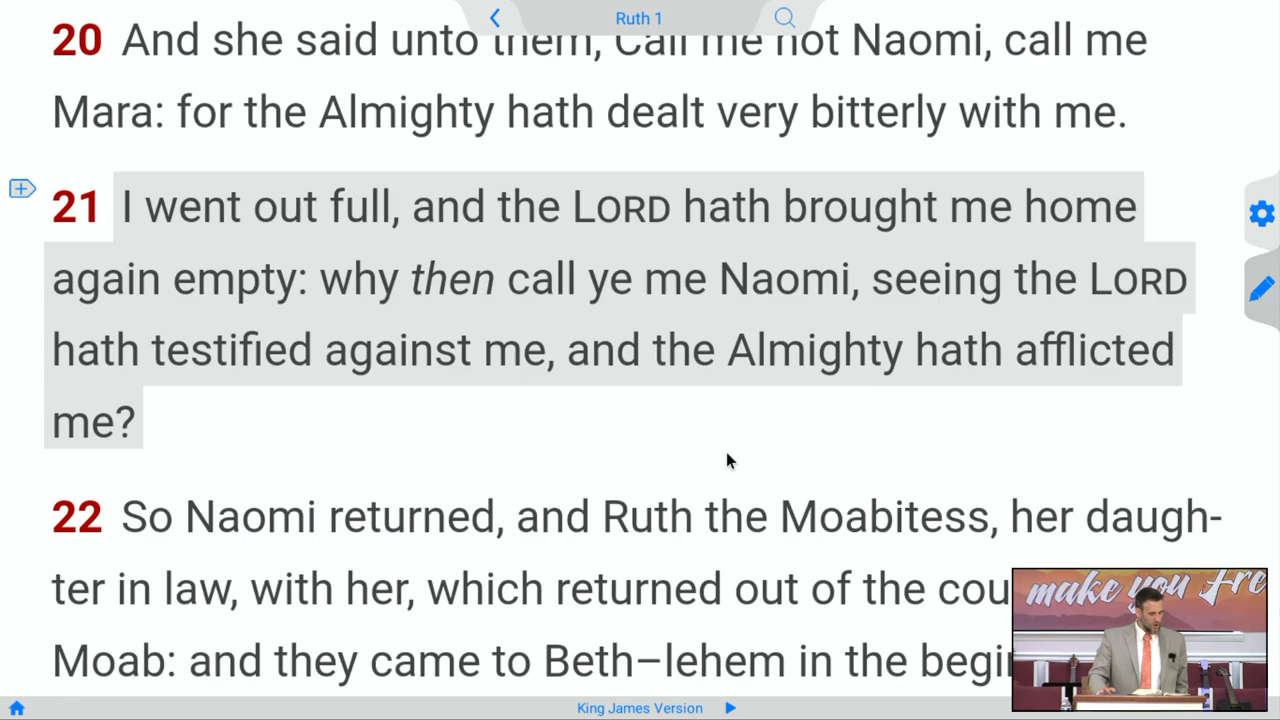 Ruth 1
20 And she said unto them, Call me not Naomi, call me
Mara: for the Almighty hath dealt very bitterly with me.
21 I went out full, and the LORD hath brought me home
again empty: why then call ye me Naomi, seeing the LORD
hath testified against me, and the Almighty hath afflicted
me?
22 So Naomi returned, and Ruth the Moabitess, her daugh-
ter in law, with her, which returned out of the cou
Moab: and they came to Beth–lehem in the begin
make you Fre
King James Version